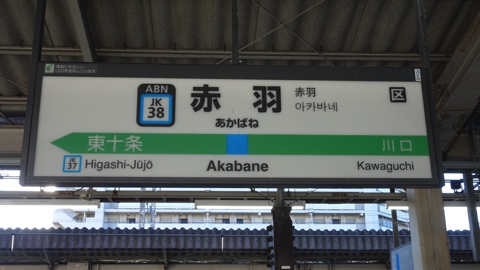 ABN
JK
38
赤羽
あかばね
赤羽
아카바네
区
東十条
川口
JK
37
Higashi-Jūjō
Akabane
Kawaguchi